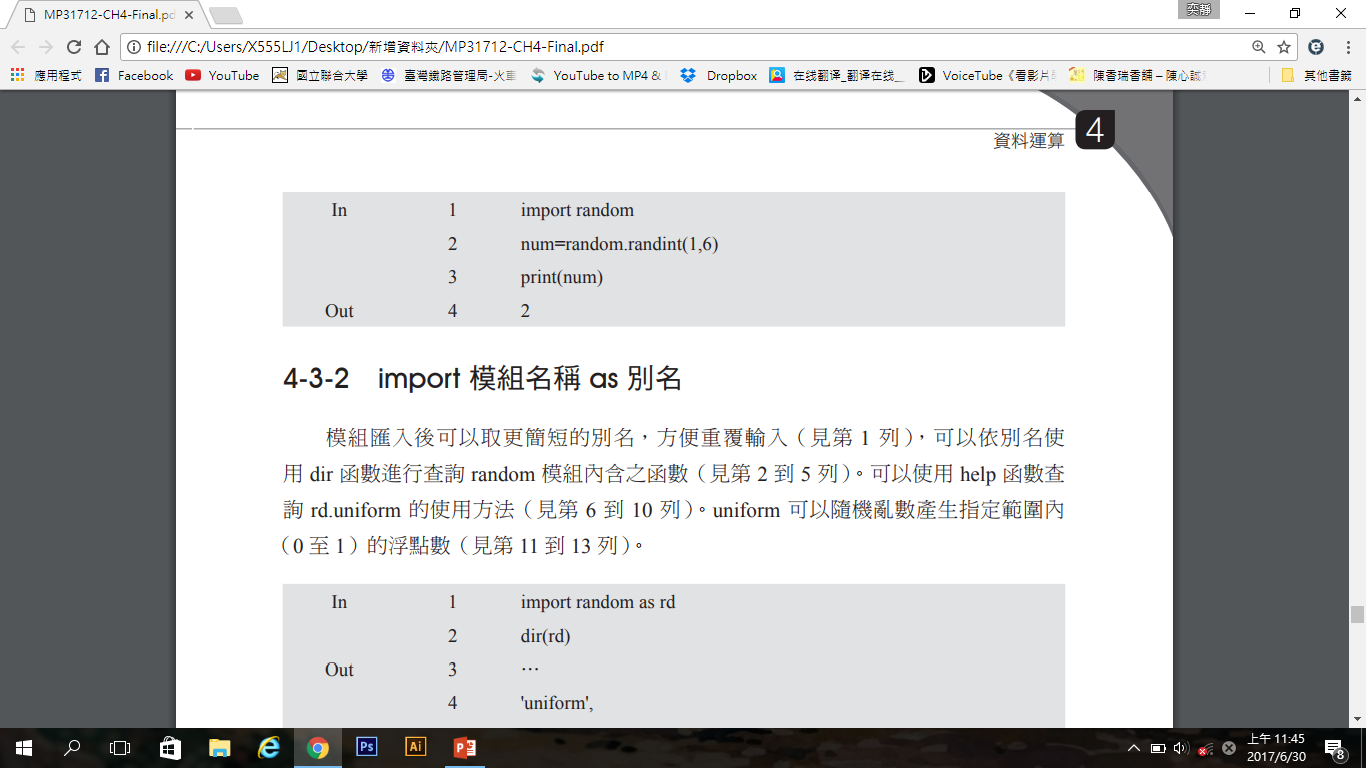 MP31712-CH4-Final.pd
奕靜
file:///C:/Users/X555LJ1/Desktop/新增資料夾/MP31712-CH4-Final.pdf
應用程式 Facebook YouTube 國立聯合大學 臺灣鐵路管理局-火車 YouTube to MP4 & Dropbox 在线翻译_翻译在线_ VoiceTube《看影片 陳香瑞香舖 – 陳心誠 其他書籤
資料運算 4
In 1 import random
2 num=random.randint(1,6)
3 print(num)
Out 4 2
4-3-2 import 模組名稱 as 別名
模組匯入後可以取更簡短的別名，方便重覆輸入（見第 1 列），可以依別名使
用 dir 函數進行查詢 random 模組內含之函數（見第 2 到 5 列）。可以使用 help 函數查
詢 rd.uniform 的使用方法（見第 6 到 10 列）。uniform 可以隨機亂數產生指定範圍內
（0 至 1）的浮點數（見第 11 到 13 列）。
In 1 import random as rd
2 dir(rd)
Out 3 …
4 'uniform',
Ps Ai P
上午 11:45
2017/6/30
8